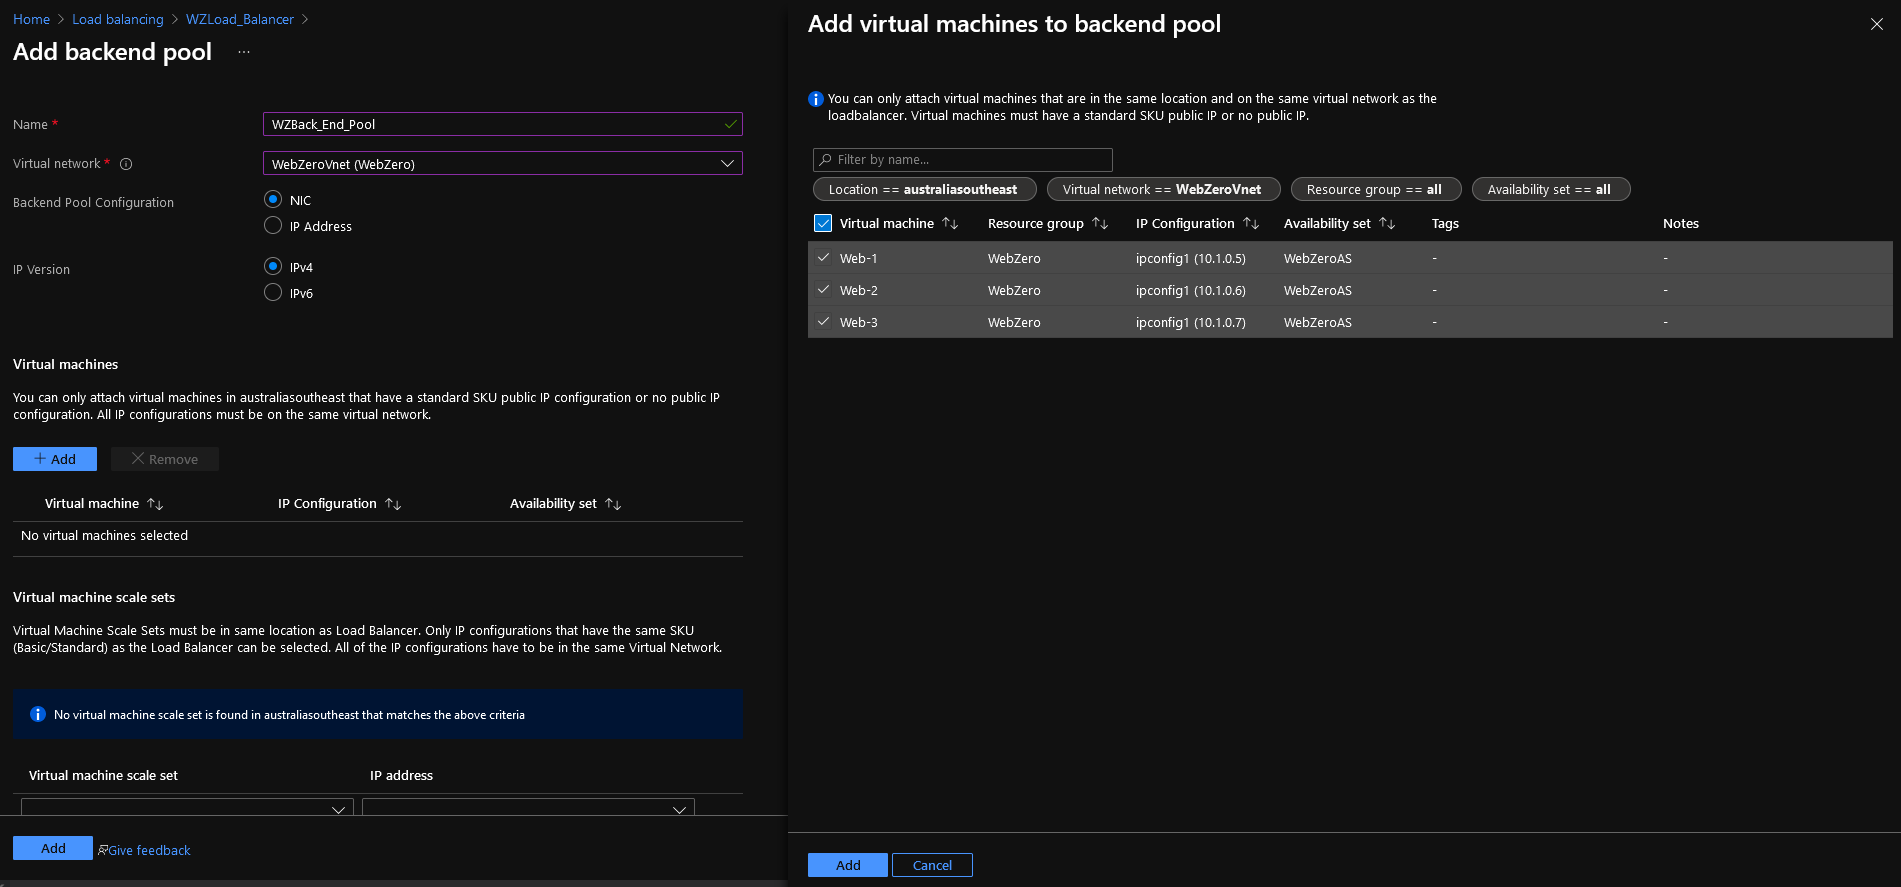 Home > Load balancing > WZLoad_Balancer >
Add backend pool ...
Name *
WZBack_End_Pool
Virtual network *
WebZeroVnet (WebZero)
Backend Pool Configuration
NIC
IP Address
IP Version
IPv4
IPv6
Virtual machines
You can only attach virtual machines in australiasoutheast that have a standard SKU public IP configuration or no public IP
configuration. All IP configurations must be on the same virtual network.
+ Add Remove
Virtual machine IP Configuration Availability set
No virtual machines selected
Virtual machine scale sets
Virtual Machine Scale Sets must be in same location as Load Balancer. Only IP configurations that have the same SKU
(Basic/Standard) as the Load Balancer can be selected. All of the IP configurations have to be in the same Virtual Network.
No virtual machine scale set is found in australiasoutheast that matches the above criteria
Virtual machine scale set IP address
Add Give feedback
Add virtual machines to backend pool
You can only attach virtual machines that are in the same location and on the same virtual network as the
loadbalancer. Virtual machines must have a standard SKU public IP or no public IP.
Filter by name...
Location == australiasoutheast Virtual network == WebZeroVnet Resource group == all Availability set == all
Virtual machine Resource group IP Configuration Availability set Tags Notes
Web-1 WebZero ipconfig1 (10.1.0.5) WebZeroAS - -
Web-2 WebZero ipconfig1 (10.1.0.6) WebZeroAS - -
Web-3 WebZero ipconfig1 (10.1.0.7) WebZeroAS - -
Add Cancel